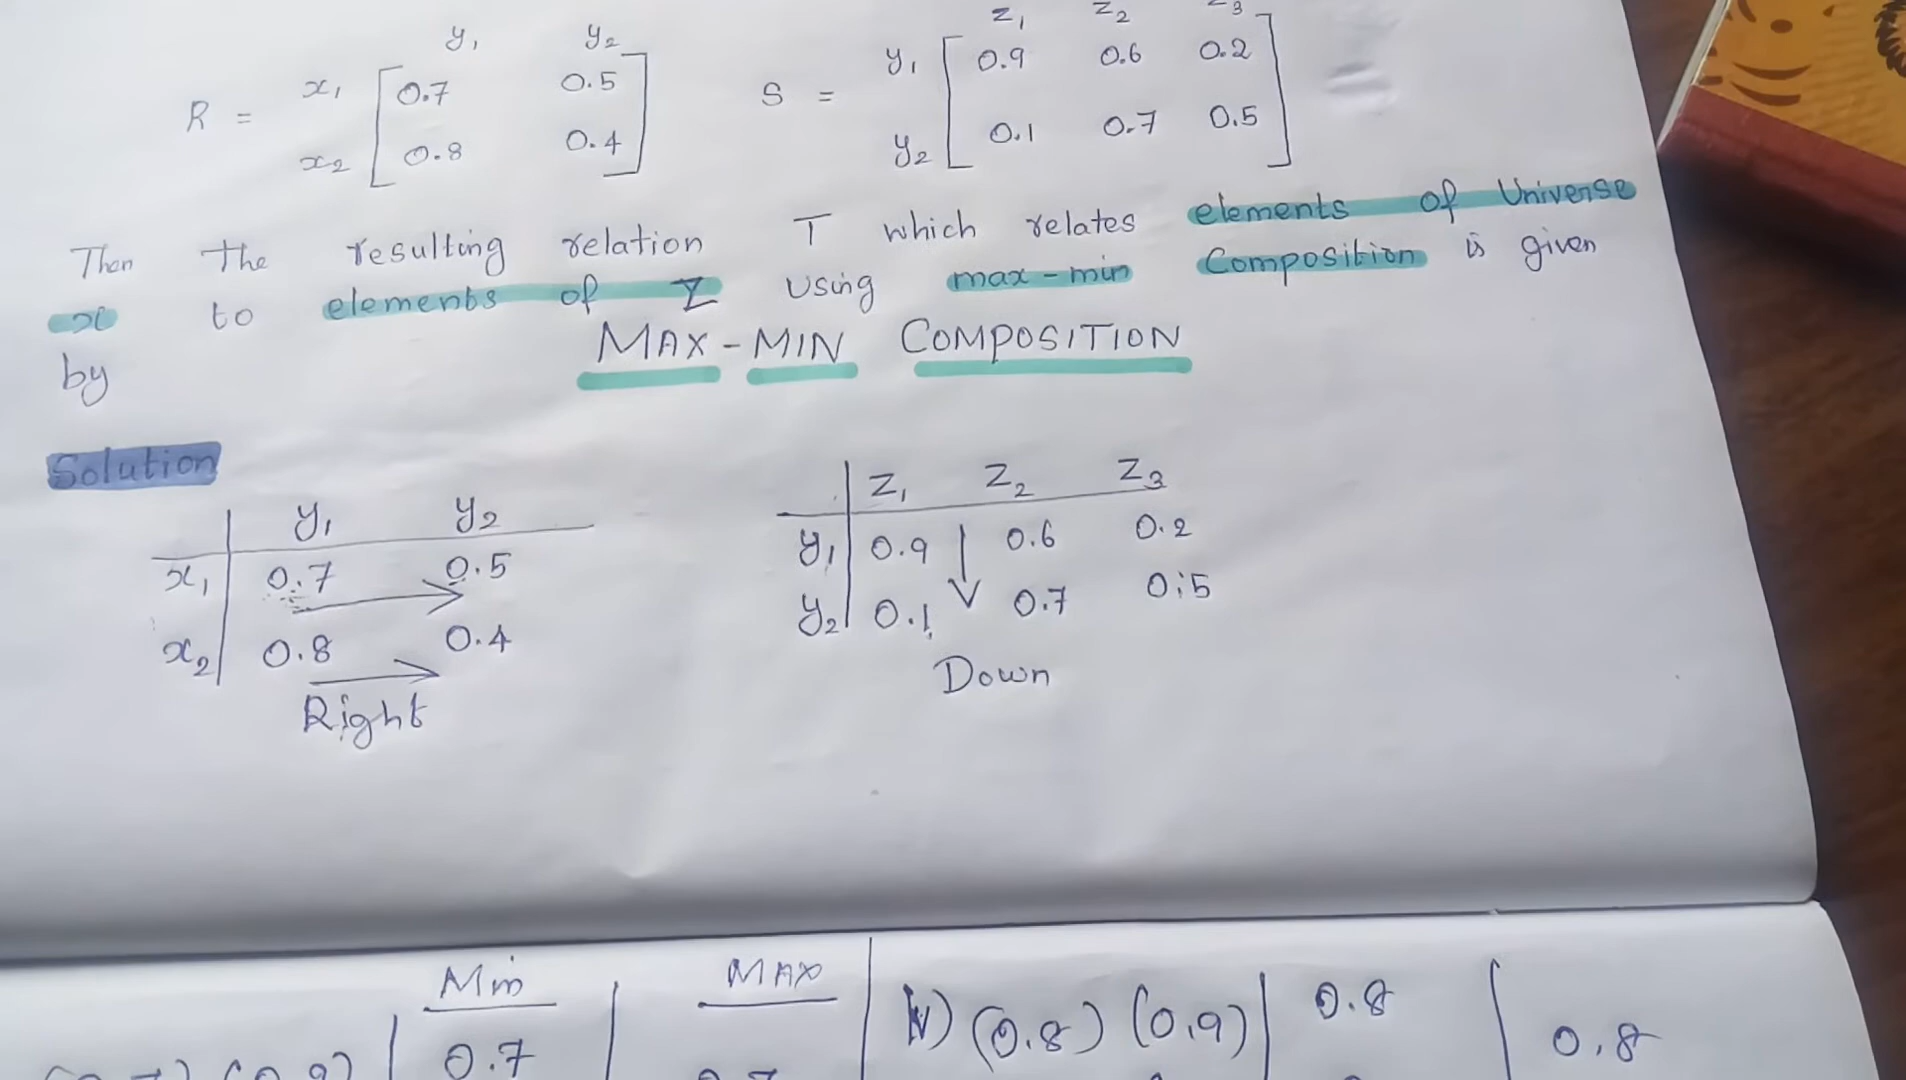 y₁ y₂
R = x₁ [ 0.7 0.5 ]
x₂ [ 0.8 0.4 ]
z₁ z₂ z₃
S = y₁ [ 0.9 0.6 0.2 ]
y₂ [ 0.1 0.7 0.5 ]
Then the resulting relation T which relates elements of Universe
x to elements of Z using max-min Composition is given
by
MAX-MIN COMPOSITION
Solution
y₁ y₂
x₁ 0.7 0.5
x₂ 0.8 0.4
Right
z₁ z₂ z₃
y₁ 0.9 ↓ 0.6 0.2
y₂ 0.1 0.7 0.5
Down
Min MAX
0.7
(0.8) (0.9) 0.8 0.8